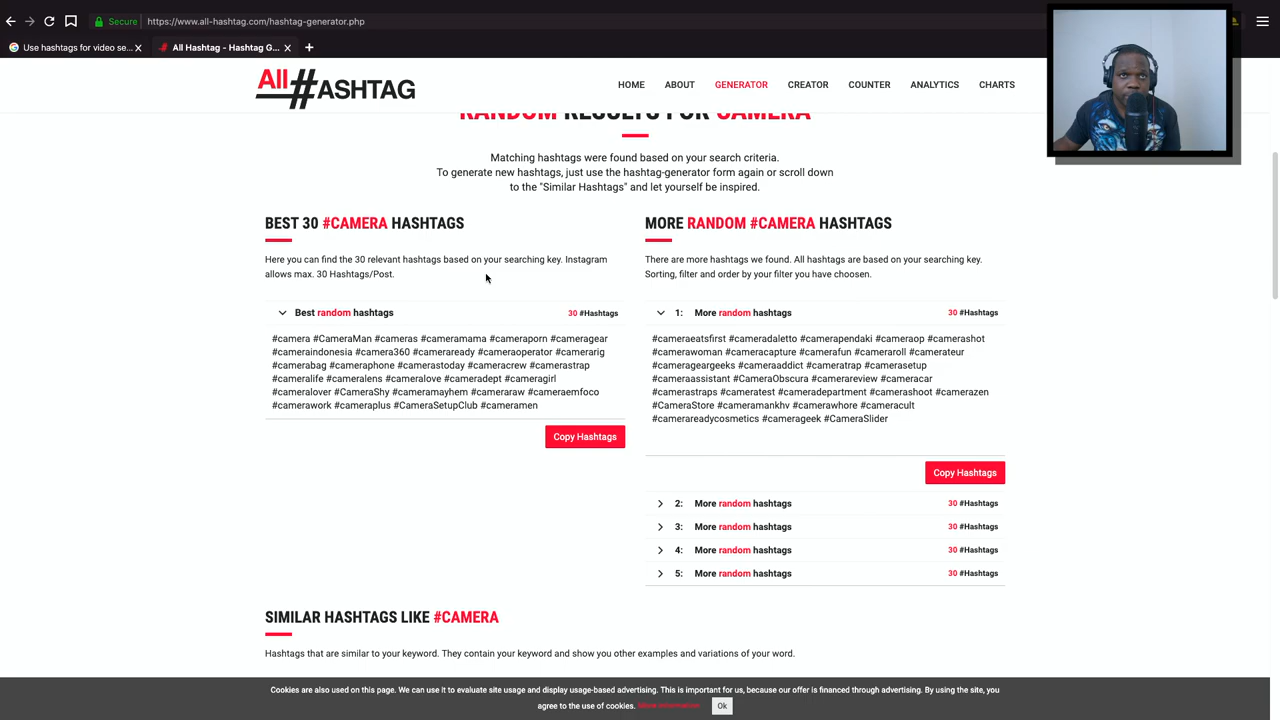 Secure https://www.all-hashtag.com/hashtag-generator.php
Use hashtags for video se... All Hashtag - Hashtag G...
All #ASHTAG
HOME ABOUT GENERATOR CREATOR COUNTER ANALYTICS CHARTS
RANDOM RESULTS FOR CAMERA
Matching hashtags were found based on your search criteria.
To generate new hashtags, just use the hashtag-generator form again or scroll down
to the "Similar Hashtags" and let yourself be inspired.
BEST 30 #CAMERA HASHTAGS
Here you can find the 30 relevant hashtags based on your searching key. Instagram
allows max. 30 Hashtags/Post.
Best random hashtags 30 #Hashtags
#camera #CameraMan #cameras #cameramama #cameraporn #cameragear
#cameraindonesia #camera360 #cameraready #cameraoperator #camerarig
#camerabag #cameraphone #camerastoday #cameracrew #camerastrap
#cameralife #cameralens #cameralove #cameradept #cameragirl
#cameralover #CameraShy #cameramayhem #cameraraw #cameraemfoco
#camerawork #cameraplus #CameraSetupClub #cameramen
Copy Hashtags
MORE RANDOM #CAMERA HASHTAGS
There are more hashtags we found. All hashtags are based on your searching key.
Sorting, filter and order by your filter you have choosen.
1: More random hashtags 30 #Hashtags
#cameraeatsfirst #cameradaletto #camerapendaki #cameraop #camerashot
#camerawoman #cameracapture #camerafun #cameraroll #camerateur
#camerageargeeks #cameraaddict #cameratrap #camerasetup
#cameraassistant #CameraObscura #camerareview #cameracar
#camerastraps #cameratest #cameradepartment #camerashoot #camerazen
#CameraStore #cameramankhv #camerawhore #cameracult
#camerareadycosmetics #camerageek #CameraSlider
Copy Hashtags
2: More random hashtags 30 #Hashtags
3: More random hashtags 30 #Hashtags
4: More random hashtags 30 #Hashtags
5: More random hashtags 30 #Hashtags
SIMILAR HASHTAGS LIKE #CAMERA
Hashtags that are similar to your keyword. They contain your keyword and show you other examples and variations of your word.
Cookies are also used on this page. We can use it to evaluate site usage and display usage-based advertising. This is important for us, because our offer is financed through advertising. By using the site, you
agree to the use of cookies. More information Ok